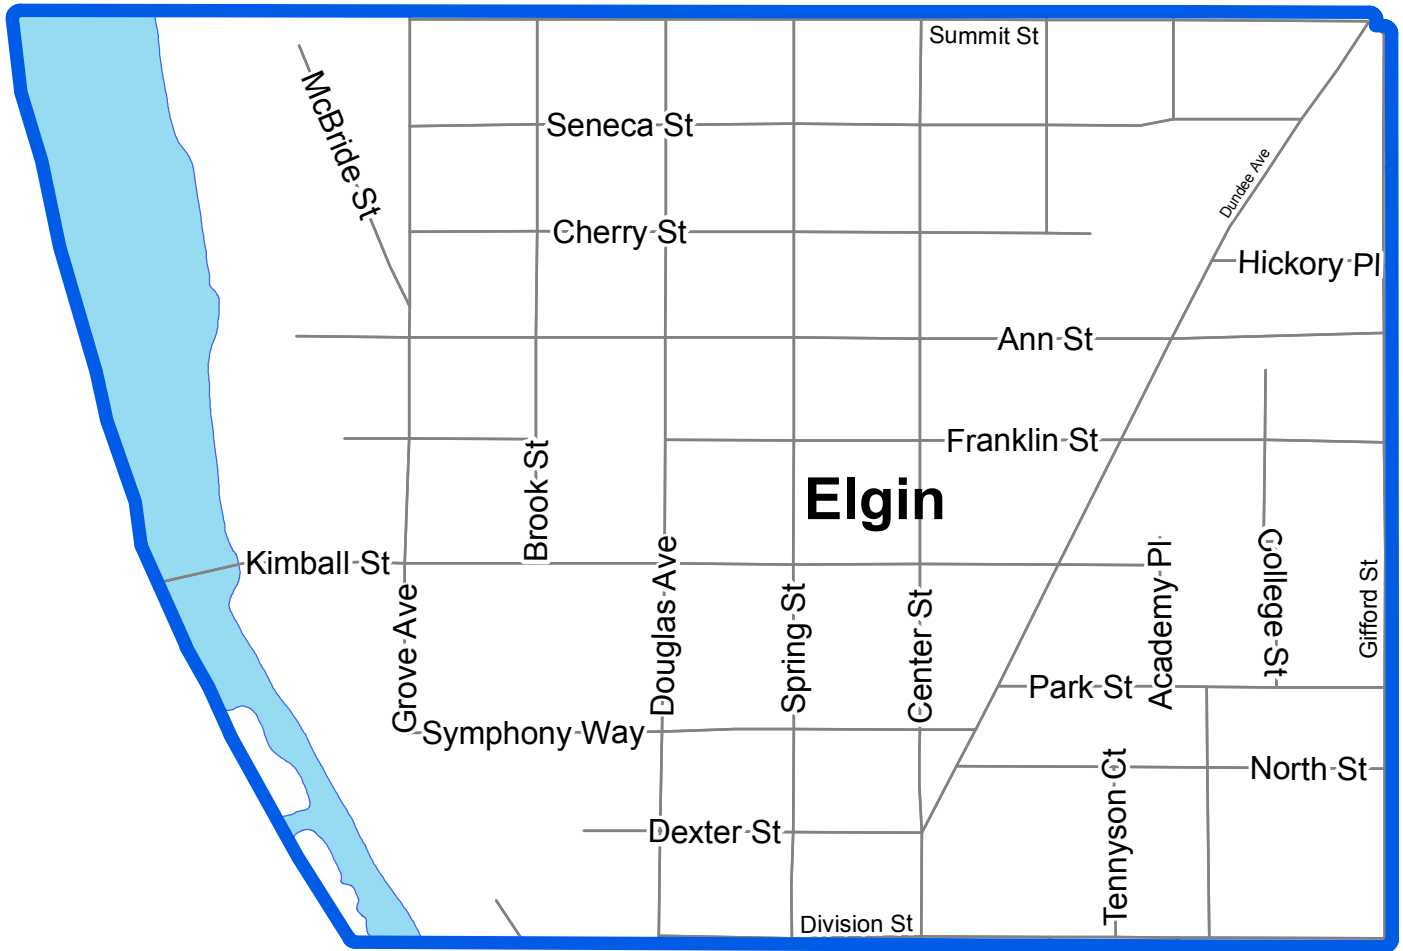 Summit St
McBride St
Seneca St
Dundee Ave
Cherry St
Hickory Pl
Ann St
Franklin St
Brook St
Elgin
Kimball St
Academy Pl
College St
Gifford St
Grove Ave
Douglas Ave
Spring St
Center St
Park St
Symphony Way
North St
Tennyson Ct
Dexter St
Division St